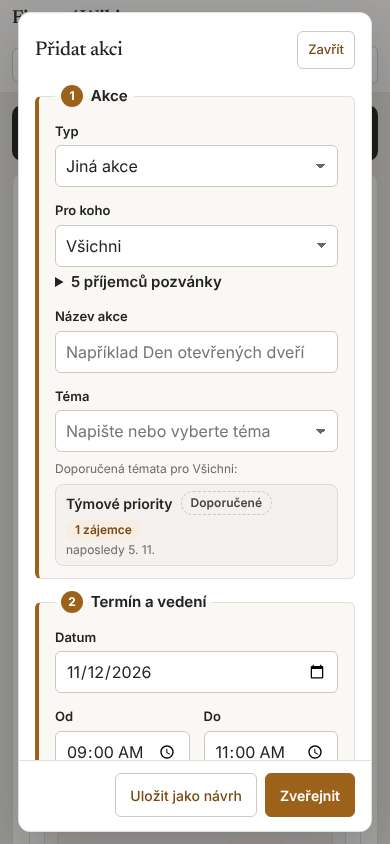 Přidat akci
Zavřít
1 Akce
Typ
Jiná akce
Pro koho
Všichni
5 příjemců pozvánky
Název akce
Například Den otevřených dveří
Téma
Napište nebo vyberte téma
Doporučená témata pro Všichni:
Týmové priority Doporučené
1 zájemce
naposledy 5. 11.
2 Termín a vedení
Datum
11/12/2026
Od Do
09:00 AM 11:00 AM
Uložit jako návrh Zveřejnit